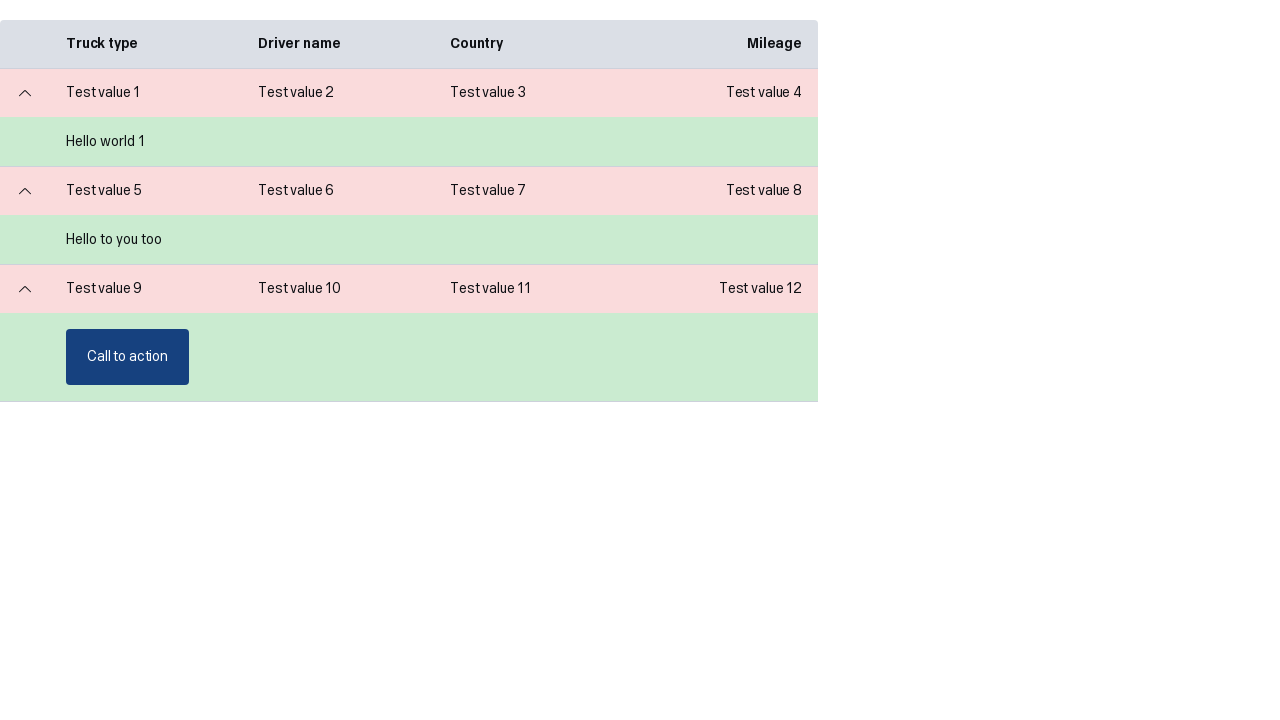 Truck type Driver name Country Mileage
Test value 1 Test value 2 Test value 3 Test value 4
Hello world 1
Test value 5 Test value 6 Test value 7 Test value 8
Hello to you too
Test value 9 Test value 10 Test value 11 Test value 12
Call to action